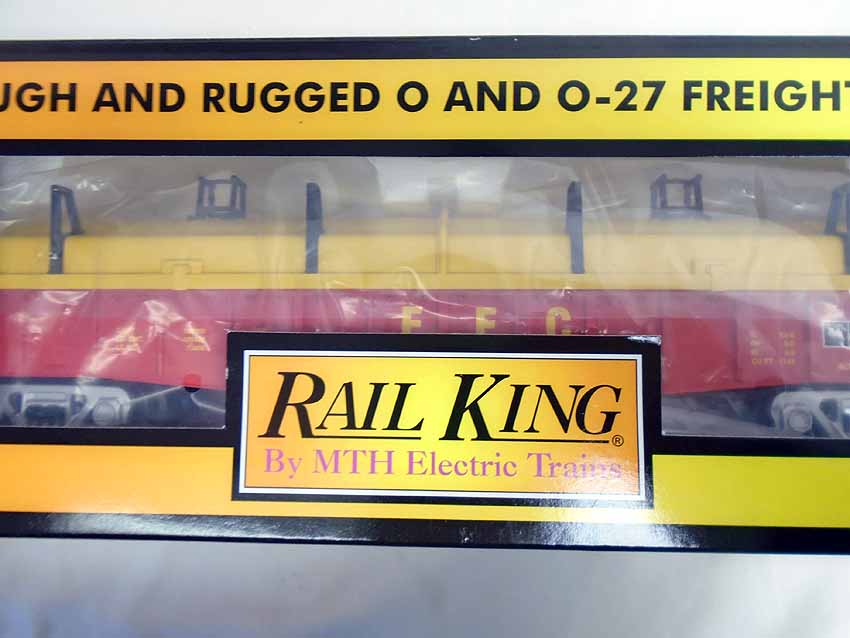 UGH AND RUGGED O AND O-27 FREIGHT
F E C
RAIL KING®
By MTH Electric Trains